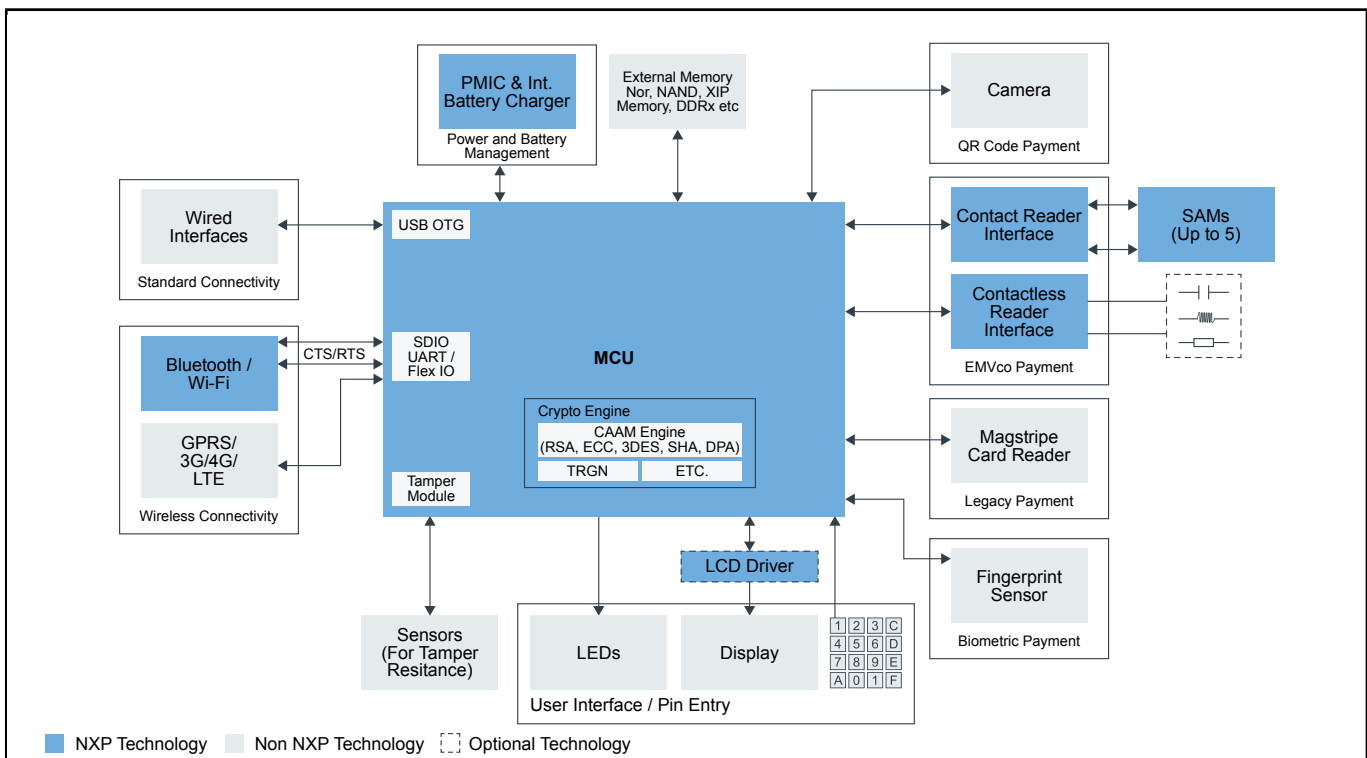 PMIC & Int.
Battery Charger
Power and Battery
Management
External Memory
Nor, NAND, XIP
Memory, DDRx etc
Camera
QR Code Payment
Wired
Interfaces
Standard Connectivity
USB OTG
Contact Reader
Interface
SAMs
(Up to 5)
Contactless
Reader
Interface
EMVco Payment
Bluetooth /
Wi-Fi
CTS/RTS
SDIO
UART /
Flex IO
MCU
GPRS/
3G/4G/
LTE
Wireless Connectivity
Crypto Engine
CAAM Engine
(RSA, ECC, 3DES, SHA, DPA)
TRGN
ETC.
Tamper
Module
Magstripe
Card Reader
Legacy Payment
LCD Driver
Fingerprint
Sensor
Biometric Payment
Sensors
(For Tamper
Resitance)
LEDs
Display
1 2 3 C
4 5 6 D
7 8 9 E
A 0 1 F
User Interface / Pin Entry
NXP Technology
Non NXP Technology
Optional Technology